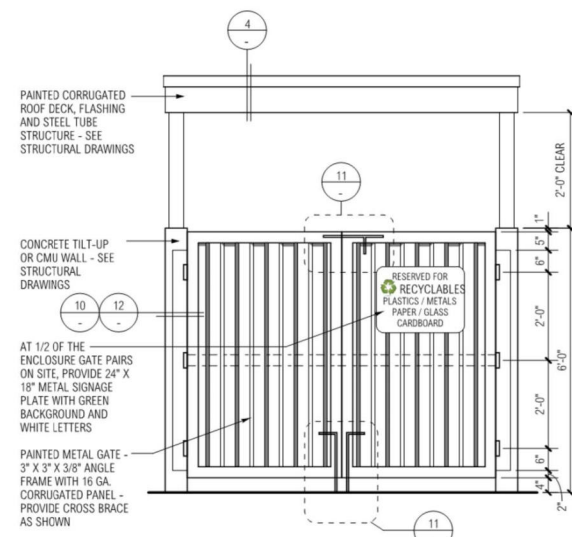 4
-
PAINTED CORRUGATED
ROOF DECK, FLASHING
AND STEEL TUBE
STRUCTURE - SEE
STRUCTURAL DRAWINGS
2'-0" CLEAR
11
-
1"
5"
6"
CONCRETE TILT-UP
OR CMU WALL - SEE
STRUCTURAL
DRAWINGS
RESERVED FOR
RECYCLABLES
PLASTICS / METALS
PAPER / GLASS
CARDBOARD
10
-
12
-
2'-0"
6'-0"
AT 1/2 OF THE
ENCLOSURE GATE PAIRS
ON SITE, PROVIDE 24" X
18" METAL SIGNAGE
PLATE WITH GREEN
BACKGROUND AND
WHITE LETTERS
2'-0"
PAINTED METAL GATE -
3" X 3" X 3/8" ANGLE
FRAME WITH 16 GA.
CORRUGATED PANEL -
PROVIDE CROSS BRACE
AS SHOWN
6"
4"
2"
11
-